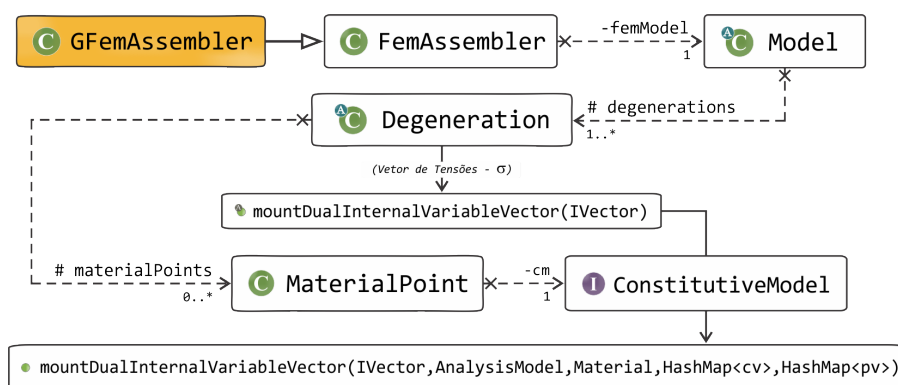 C GFemAssembler C FemAssembler -femModel 1 A C Model
# degenerations
A C Degeneration 1..*
(Vetor de Tensões - σ)
A mountDualInternalVariableVector(IVector)
# materialPoints 0..* C MaterialPoint -cm 1 I ConstitutiveModel
mountDualInternalVariableVector(IVector,AnalysisModel,Material,HashMap<cv>,HashMap<pv>)